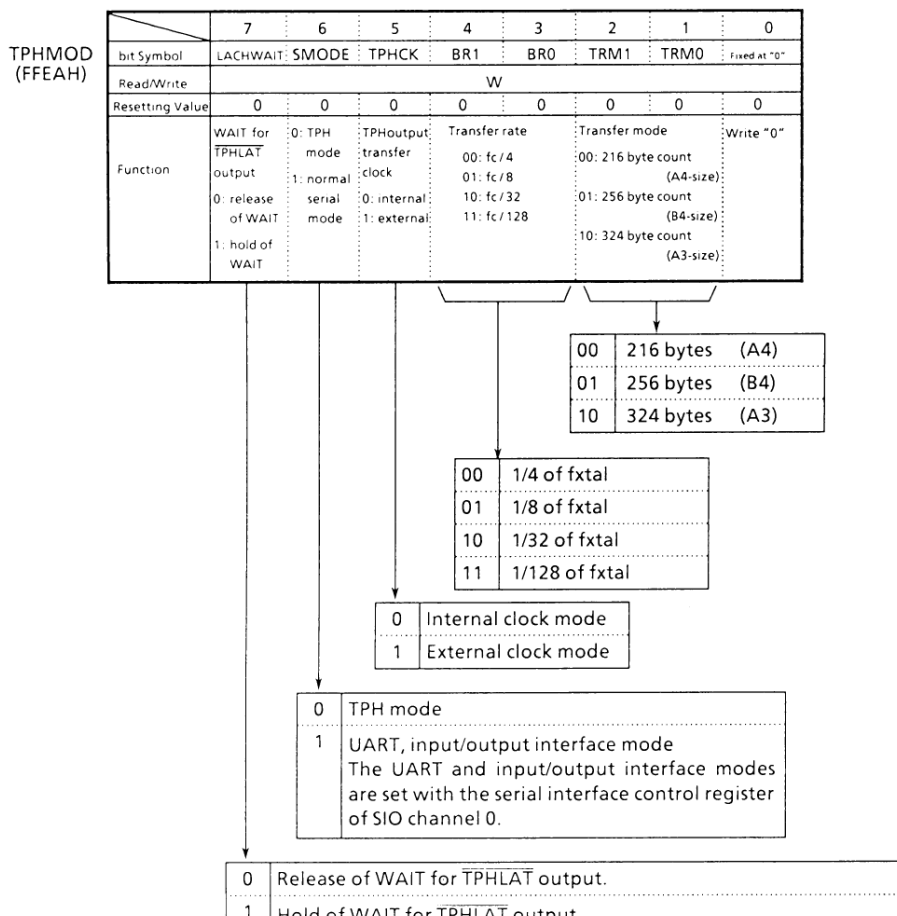 7 6 5 4 3 2 1 0
TPHMOD
(FFEAH)
bit Symbol LACHWAIT SMODE TPHCK BR1 BR0 TRM1 TRM0 Fixed at "0"
Read/Write W
Resetting Value 0 0 0 0 0 0 0 0
Function
WAIT for
TPHLAT
output
0: release
of WAIT
1: hold of
WAIT
0: TPH
mode
1: normal
serial
mode
TPHoutput
transfer
clock
0: internal
1: external
Transfer rate
00: fc/4
01: fc/8
10: fc/32
11: fc/128
Transfer mode
00: 216 byte count
(A4-size)
01: 256 byte count
(B4-size)
10: 324 byte count
(A3-size)
Write "0"
00 216 bytes (A4)
01 256 bytes (B4)
10 324 bytes (A3)
00 1/4 of fxtal
01 1/8 of fxtal
10 1/32 of fxtal
11 1/128 of fxtal
0 Internal clock mode
1 External clock mode
0 TPH mode
1 UART, input/output interface mode
The UART and input/output interface modes
are set with the serial interface control register
of SIO channel 0.
0 Release of WAIT for TPHLAT output.
1 Hold of WAIT for TPHLAT output